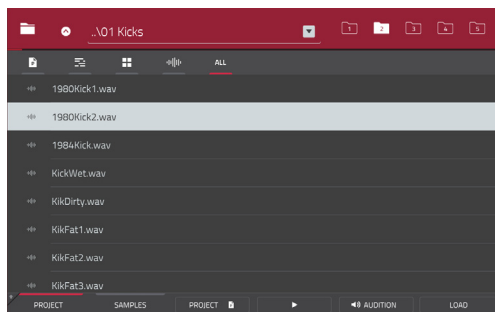 ..\01 Kicks 1 2 3 4 5
ALL
1980Kick1.wav
1980Kick2.wav
1984Kick.wav
KickWet.wav
KikDirty.wav
KikFat1.wav
KikFat2.wav
KikFat3.wav
PROJECT SAMPLES PROJECT AUDITION LOAD